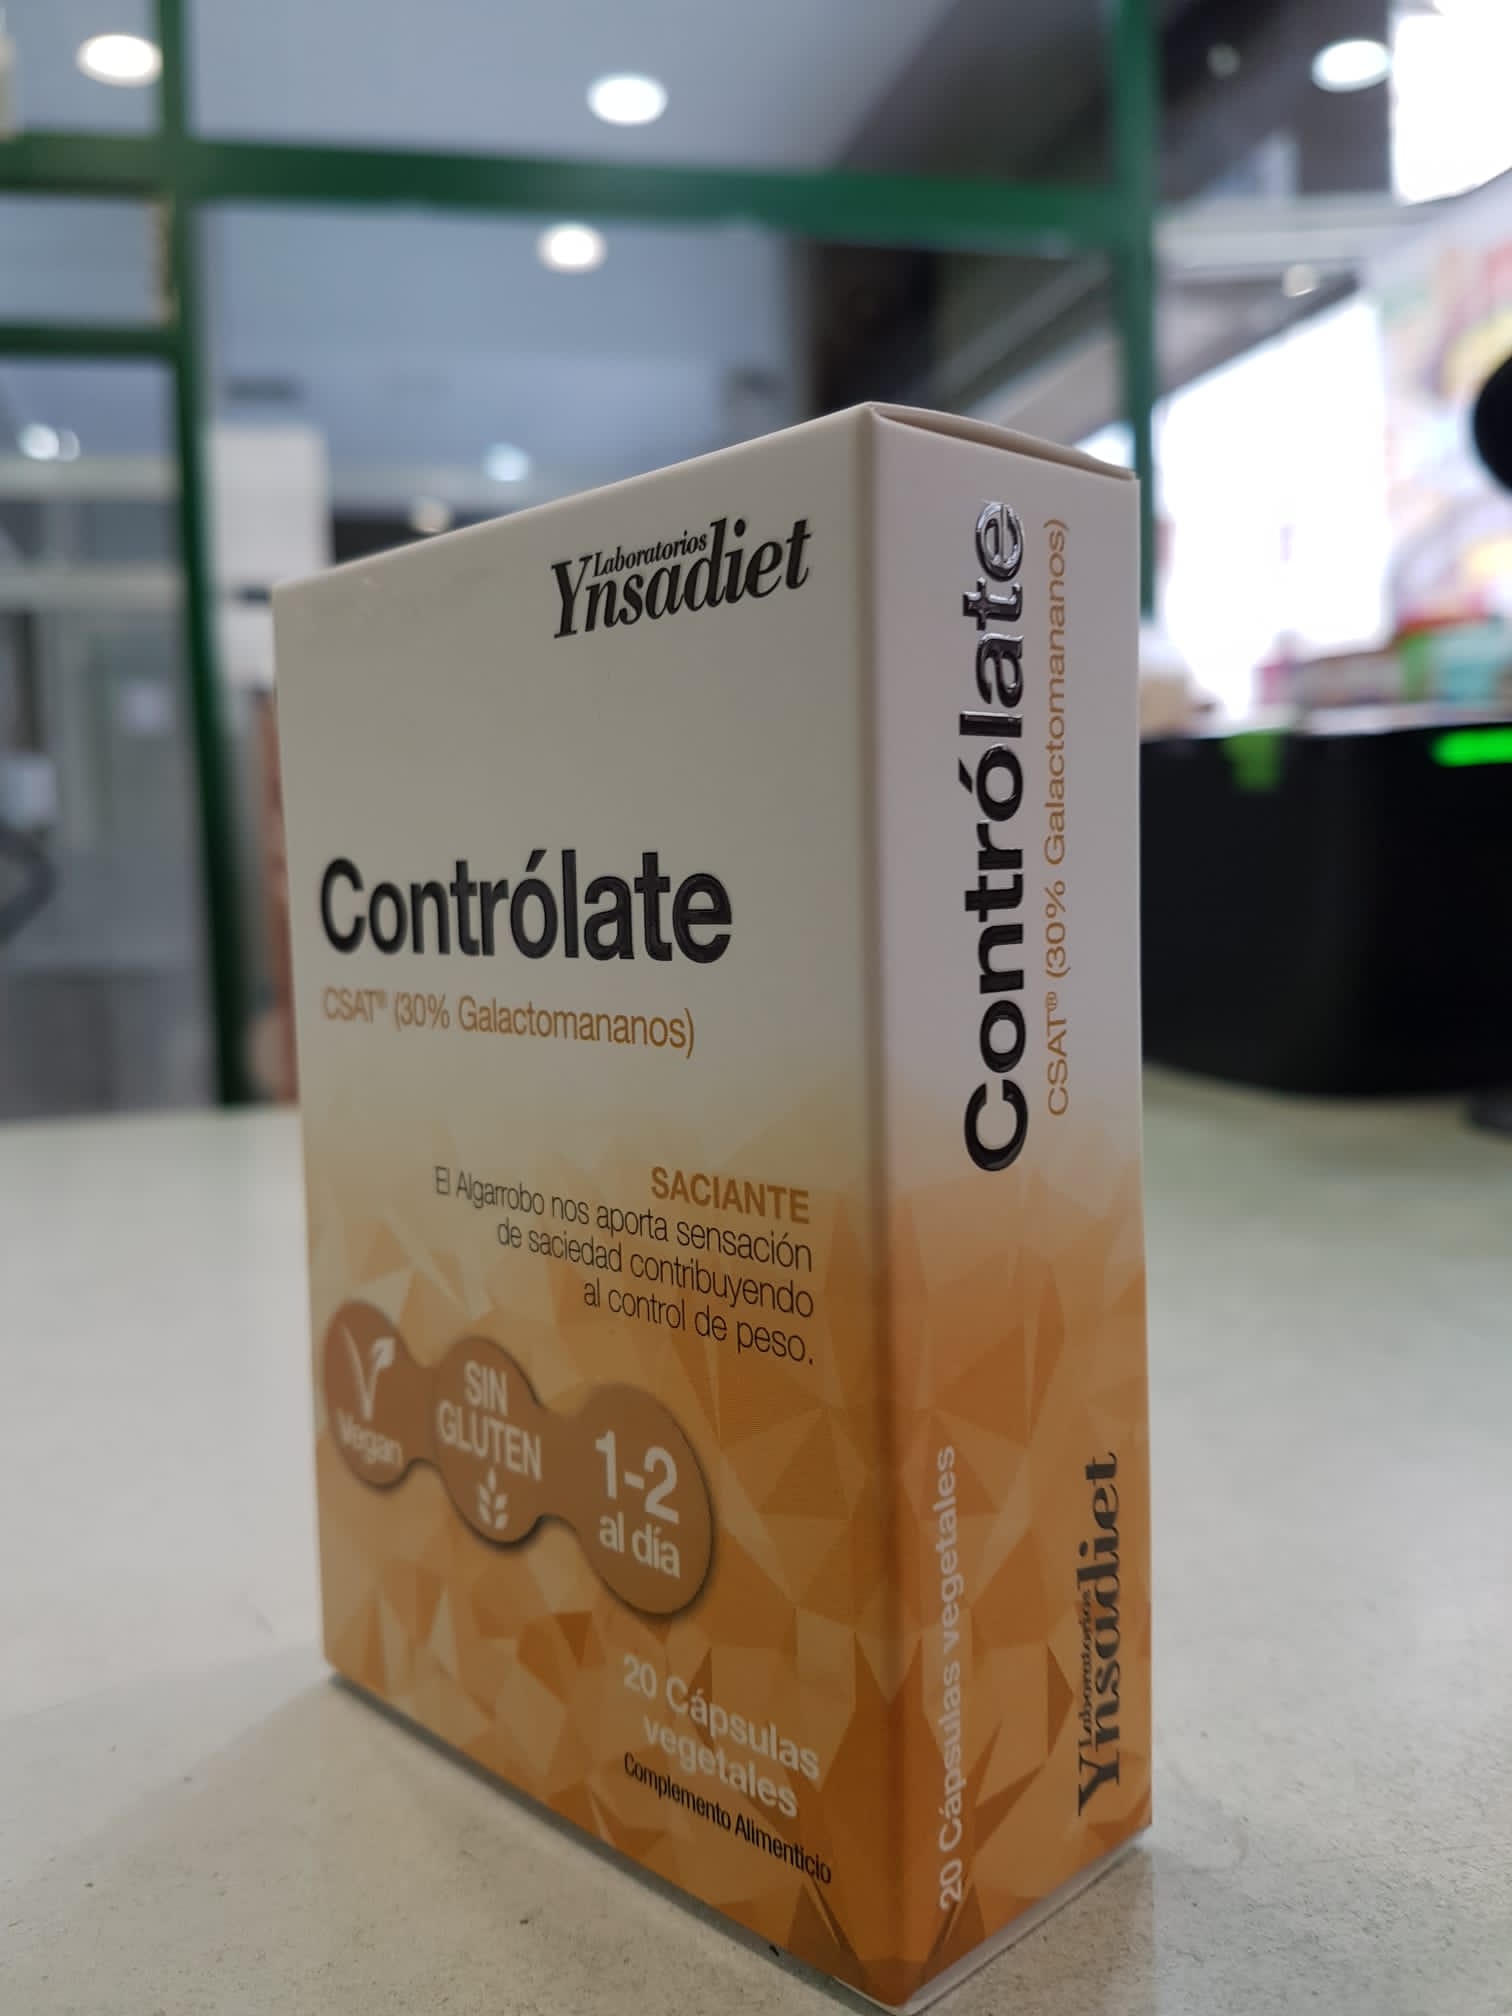 Laboratorios
Ynsadiet
Contrólate
CSAT® (30% Galactomananos)
SACIANTE
El Algarrobo nos aporta sensación
de saciedad contribuyendo
al control de peso.
Vegan
SIN
GLUTEN
1-2
al día
20 Cápsulas
vegetales
Complemento Alimenticio
Contrólate
CSAT® (30% Galactomananos)
20 Cápsulas vegetales
Laboratorios
Ynsadiet